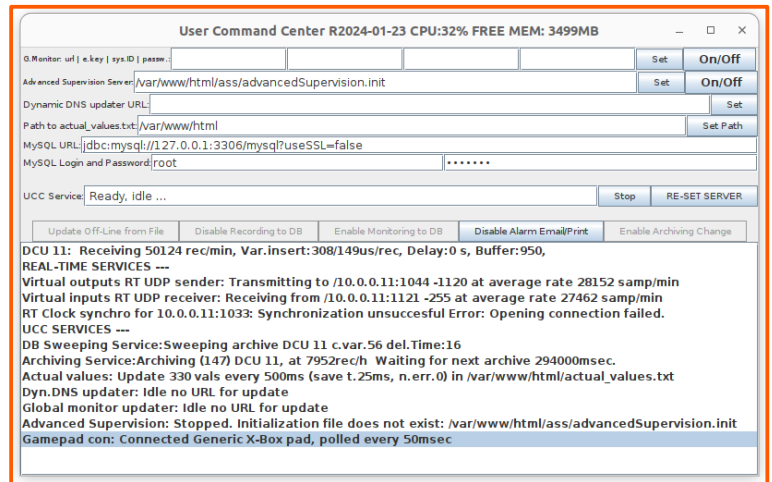 User Command Center R2024-01-23 CPU:32% FREE MEM: 3499MB
G.Monitor: url | e.key | sys.ID | passw.: Set On/Off
Advanced Supervision Server: /var/www/html/ass/advancedSupervision.init Set On/Off
Dynamic DNS updater URL: Set
Path to actual_values.txt: /var/www/html Set Path
MySQL URL: jdbc:mysql://127.0.0.1:3306/mysql?useSSL=false
MySQL Login and Password: root •••••••
UCC Service: Ready, idle ... Stop RE-SET SERVER
Update Off-Line from File Disable Recording to DB Enable Monitoring to DB Disable Alarm Email/Print Enable Archiving Change
DCU 11: Receiving 50124 rec/min, Var.insert:308/149us/rec, Delay:0 s, Buffer:950,
REAL-TIME SERVICES ---
Virtual outputs RT UDP sender: Transmitting to /10.0.0.11:1044 -1120 at average rate 28152 samp/min
Virtual inputs RT UDP receiver: Receiving from /10.0.0.11:1121 -255 at average rate 27462 samp/min
RT Clock synchro for 10.0.0.11:1033: Synchronization unsuccesful Error: Opening connection failed.
UCC SERVICES ---
DB Sweeping Service:Sweeping archive DCU 11 c.var.56 del.Time:16
Archiving Service:Archiving (147) DCU 11, at 7952rec/h Waiting for next archive 294000msec.
Actual values: Update 330 vals every 500ms (save t.25ms, n.err.0) in /var/www/html/actual_values.txt
Dyn.DNS updater: Idle no URL for update
Global monitor updater: Idle no URL for update
Advanced Supervision: Stopped. Initialization file does not exist: /var/www/html/ass/advancedSupervision.init
Gamepad con: Connected Generic X-Box pad, polled every 50msec